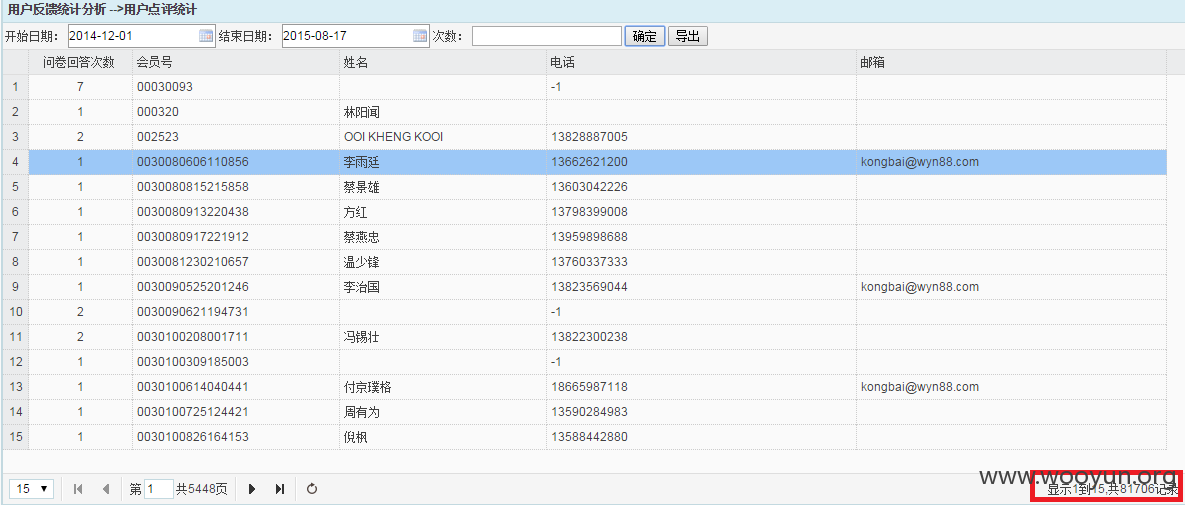 用户反馈统计分析 -->用户点评统计
开始日期： 2014-12-01 结束日期： 2015-08-17 次数： 确定 导出
问卷回答次数 会员号 姓名 电话 邮箱
1 7 00030093 -1
2 1 000320 林阳闻
3 2 002523 OOI KHENG KOOI 13828887005
4 1 0030080606110856 李雨廷 13662621200 kongbai@wyn88.com
5 1 0030080815215858 蔡景雄 13603042226
6 1 0030080913220438 方红 13798399008
7 1 0030080917221912 蔡燕忠 13959898688
8 1 0030081230210657 温少锋 13760337333
9 1 0030090525201246 李治国 13823569044 kongbai@wyn88.com
10 2 0030090621194731 -1
11 2 0030100208001711 冯锡壮 13822300238
12 1 0030100309185003 -1
13 1 0030100614040441 付京璞格 18665987118 kongbai@wyn88.com
14 1 0030100725124421 周有为 13590284983
15 1 0030100826164153 倪枫 13588442880
www.wooyun.org
15 第 1 共5448页 显示1到15,共81706记录